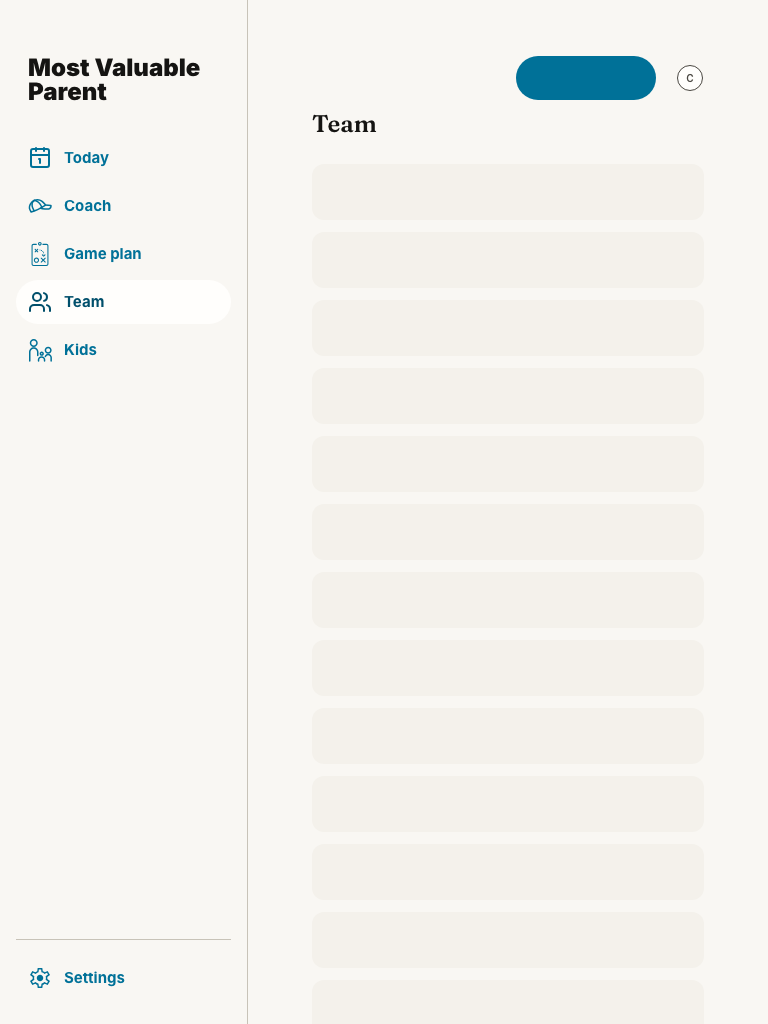 Most Valuable
Parent
Today
Coach
Game plan
Team
Kids
Settings
C
Team